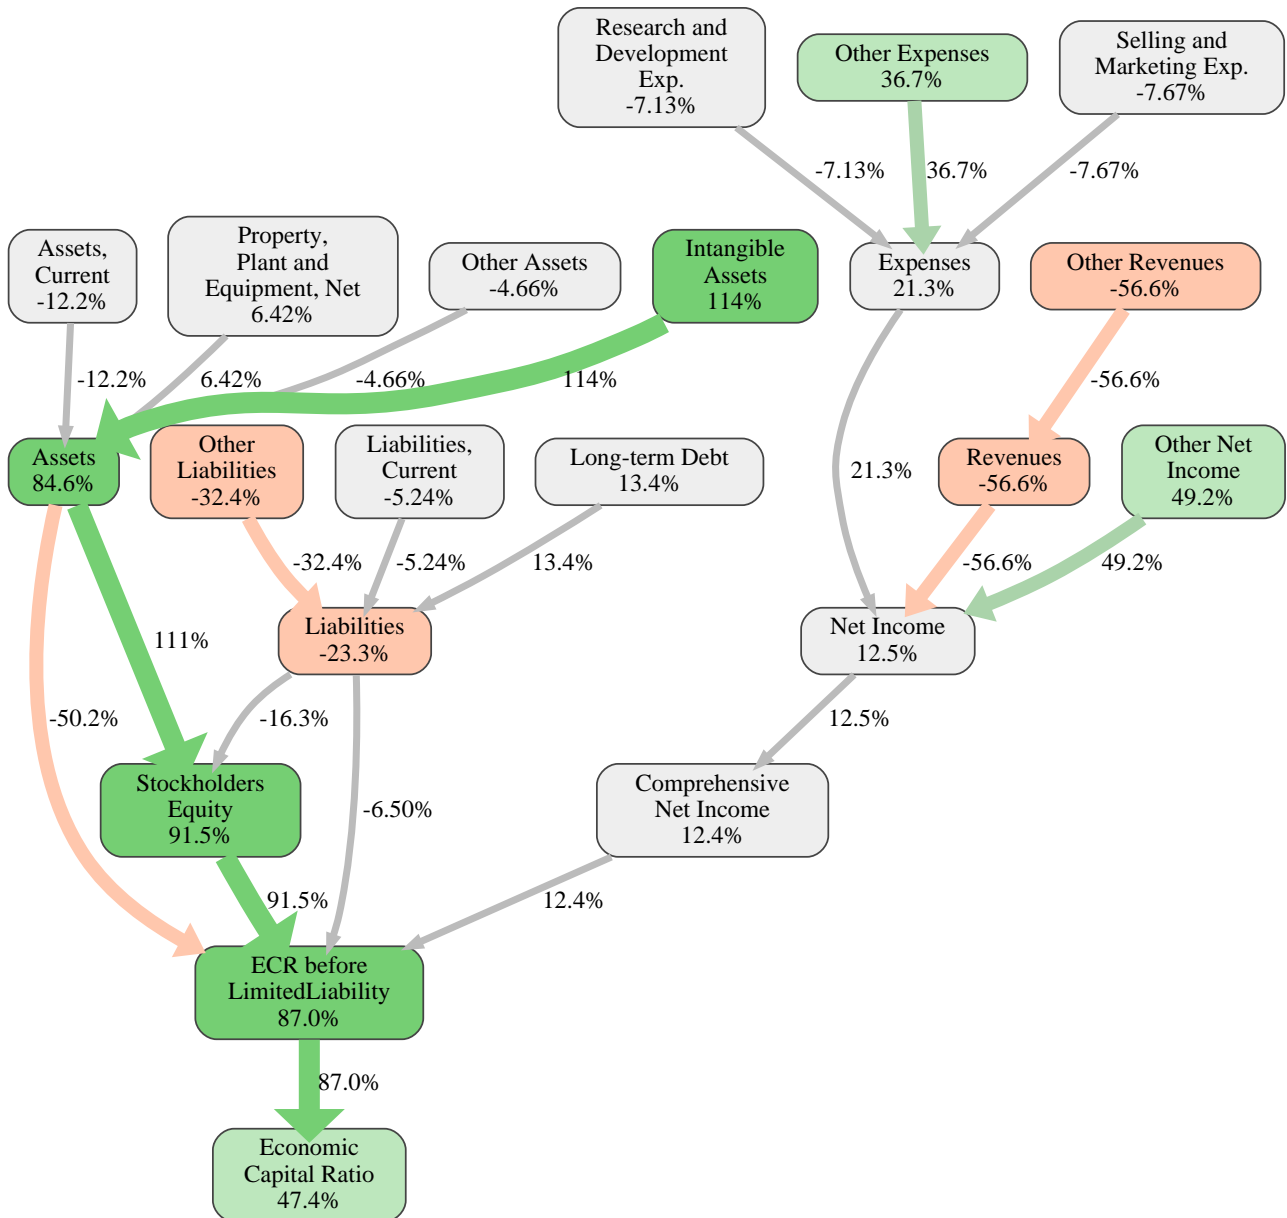 Research and
Development
Exp.
-7.13%
Other Expenses
36.7%
Selling and
Marketing Exp.
-7.67%
-7.13%
36.7%
-7.67%
Assets,
Current
-12.2%
Property,
Plant and
Equipment, Net
6.42%
Other Assets
-4.66%
Intangible
Assets
114%
Expenses
21.3%
Other Revenues
-56.6%
-12.2%
6.42%
-4.66%
114%
-56.6%
Assets
84.6%
Other
Liabilities
-32.4%
Liabilities,
Current
-5.24%
Long-term Debt
13.4%
21.3%
Revenues
-56.6%
Other Net
Income
49.2%
-32.4%
-5.24%
13.4%
-56.6%
49.2%
111%
Liabilities
-23.3%
Net Income
12.5%
-50.2%
-16.3%
12.5%
Stockholders
Equity
91.5%
-6.50%
Comprehensive
Net Income
12.4%
91.5%
12.4%
ECR before
LimitedLiability
87.0%
87.0%
Economic
Capital Ratio
47.4%